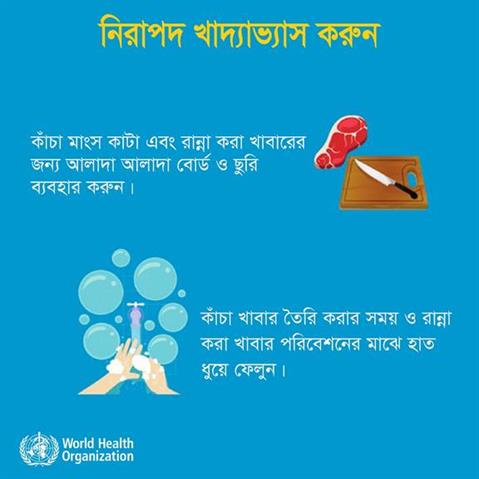 নিরাপদ খাদ্যাভ্যাস করুন
কাঁচা মাংস কাটা এবং রান্না করা খাবারের
জন্য আলাদা আলাদা বোর্ড ও ছুরি
ব্যবহার করুন।
কাঁচা খাবার তৈরি করার সময় ও রান্না
করা খাবার পরিবেশনের মাঝে হাত
ধুয়ে ফেলুন।
World Health
Organization